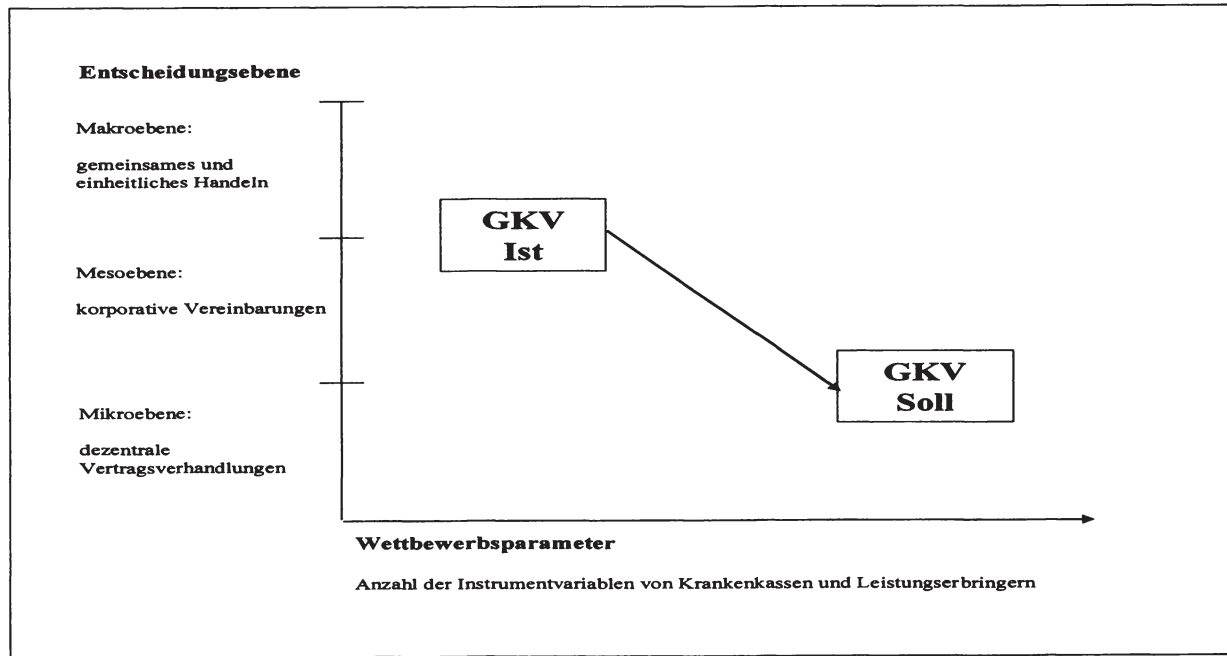 Entscheidungsebene
Makroebene:
gemeinsames und
einheitliches Handeln
GKV
Ist
Mesoebene:
korporative Vereinbarungen
GKV
Soll
Mikroebene:
dezentrale
Vertragsverhandlungen
Wettbewerbsparameter
Anzahl der Instrumentvariablen von Krankenkassen und Leistungserbringern